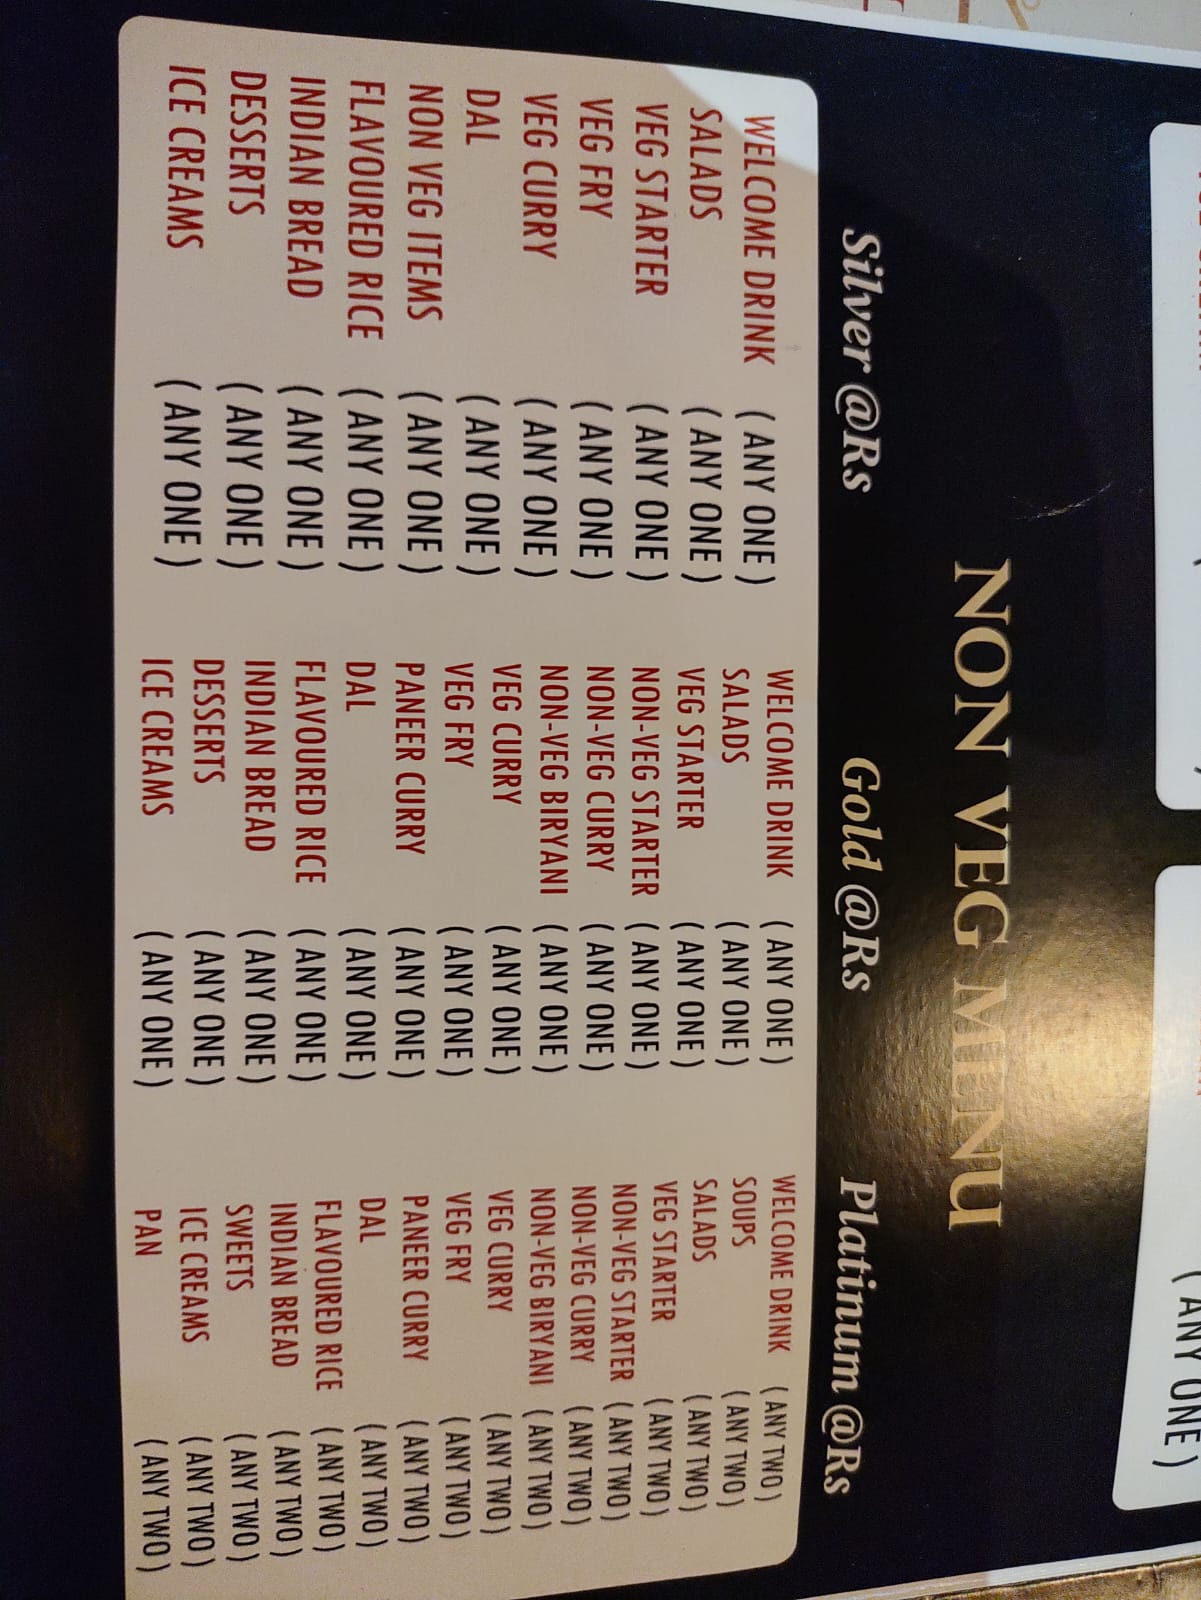 ( ANY ONE )
NON VEG MENU
Silver @Rs
WELCOME DRINK ( ANY ONE )
SALADS ( ANY ONE )
VEG STARTER ( ANY ONE )
VEG FRY ( ANY ONE )
VEG CURRY ( ANY ONE )
DAL ( ANY ONE )
NON VEG ITEMS ( ANY ONE )
FLAVOURED RICE ( ANY ONE )
INDIAN BREAD ( ANY ONE )
DESSERTS ( ANY ONE )
ICE CREAMS ( ANY ONE )
Gold @Rs
WELCOME DRINK ( ANY ONE )
SALADS ( ANY ONE )
VEG STARTER ( ANY ONE )
NON-VEG STARTER ( ANY ONE )
NON-VEG CURRY ( ANY ONE )
NON-VEG BIRYANI ( ANY ONE )
VEG CURRY ( ANY ONE )
VEG FRY ( ANY ONE )
PANEER CURRY ( ANY ONE )
DAL ( ANY ONE )
FLAVOURED RICE ( ANY ONE )
INDIAN BREAD ( ANY ONE )
DESSERTS ( ANY ONE )
ICE CREAMS ( ANY ONE )
Platinum @Rs
WELCOME DRINK ( ANY TWO )
SOUPS ( ANY TWO )
SALADS ( ANY TWO )
VEG STARTER ( ANY TWO )
NON-VEG STARTER ( ANY TWO )
NON-VEG CURRY ( ANY TWO )
NON-VEG BIRYANI ( ANY TWO )
VEG CURRY ( ANY TWO )
VEG FRY ( ANY TWO )
PANEER CURRY ( ANY TWO )
DAL ( ANY TWO )
FLAVOURED RICE ( ANY TWO )
INDIAN BREAD ( ANY TWO )
SWEETS ( ANY TWO )
ICE CREAMS ( ANY TWO )
PAN ( ANY TWO )